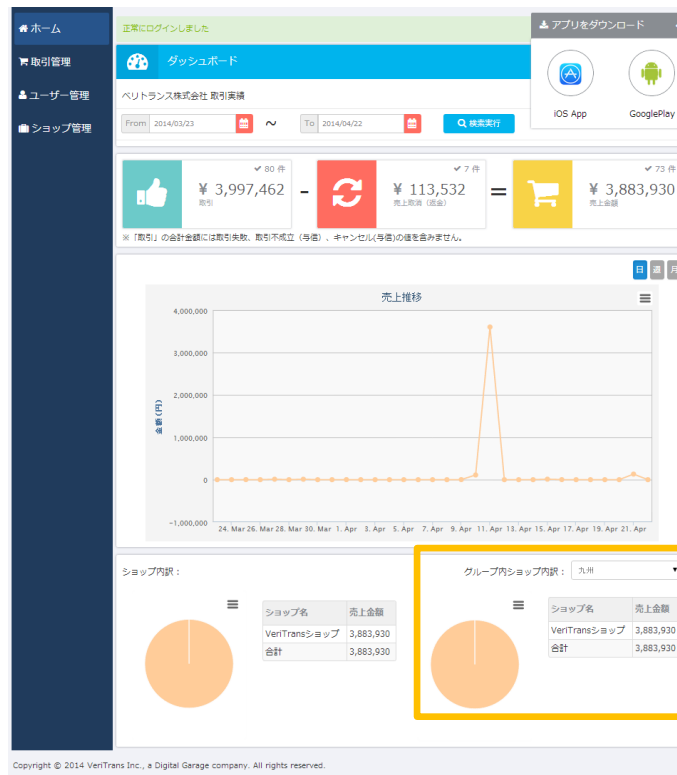 ホーム
取引管理
ユーザー管理
ショップ管理
正常にログインしました
アプリをダウンロード
iOS App
GooglePlay
ダッシュボード
ベリトランス株式会社 取引実績
From 2014/03/23 ～ To 2014/04/22 検索実行
80 件
¥ 3,997,462
取引
-
7 件
¥ 113,532
売上取消（返金）
=
73 件
¥ 3,883,930
売上金額
※「取引」の合計金額には取引失敗、取引不成立（与信）、キャンセル(与信)の値を含みません。
日 週 月
売上推移
金額 (円)
4,000,000
3,000,000
2,000,000
1,000,000
0
-1,000,000
24. Mar 26. Mar 28. Mar 30. Mar 1. Apr 3. Apr 5. Apr 7. Apr 9. Apr 11. Apr 13. Apr 15. Apr 17. Apr 19. Apr 21. Apr
ショップ内訳：
ショップ名 売上金額
VeriTransショップ 3,883,930
合計 3,883,930
グループ内ショップ内訳： 九州
ショップ名 売上金額
VeriTransショップ 3,883,930
合計 3,883,930
Copyright © 2014 VeriTrans Inc., a Digital Garage company. All rights reserved.